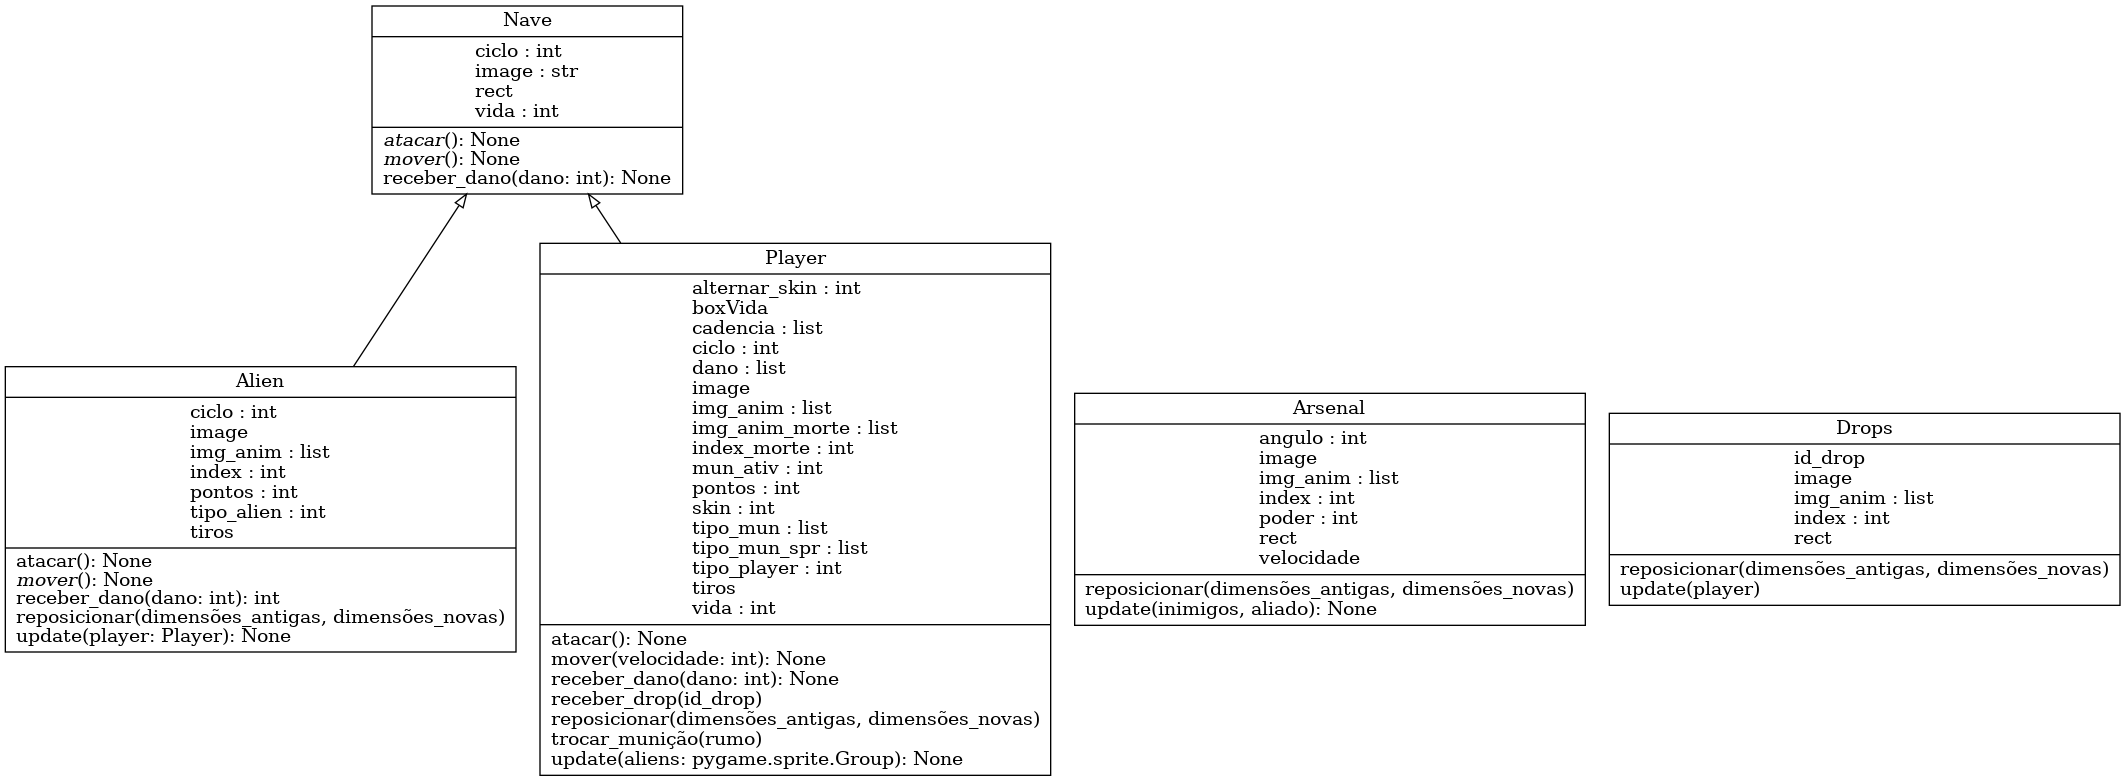 Nave
ciclo : int
image : str
rect
vida : int
atacar(): None
mover(): None
receber_dano(dano: int): None
Alien
ciclo : int
image
img_anim : list
index : int
pontos : int
tipo_alien : int
tiros
atacar(): None
mover(): None
receber_dano(dano: int): int
reposicionar(dimensões_antigas, dimensões_novas)
update(player: Player): None
Player
alternar_skin : int
boxVida
cadencia : list
ciclo : int
dano : list
image
img_anim : list
img_anim_morte : list
index_morte : int
mun_ativ : int
pontos : int
skin : int
tipo_mun : list
tipo_mun_spr : list
tipo_player : int
tiros
vida : int
atacar(): None
mover(velocidade: int): None
receber_dano(dano: int): None
receber_drop(id_drop)
reposicionar(dimensões_antigas, dimensões_novas)
trocar_munição(rumo)
update(aliens: pygame.sprite.Group): None
Arsenal
angulo : int
image
img_anim : list
index : int
poder : int
rect
velocidade
reposicionar(dimensões_antigas, dimensões_novas)
update(inimigos, aliado): None
Drops
id_drop
image
img_anim : list
index : int
rect
reposicionar(dimensões_antigas, dimensões_novas)
update(player)